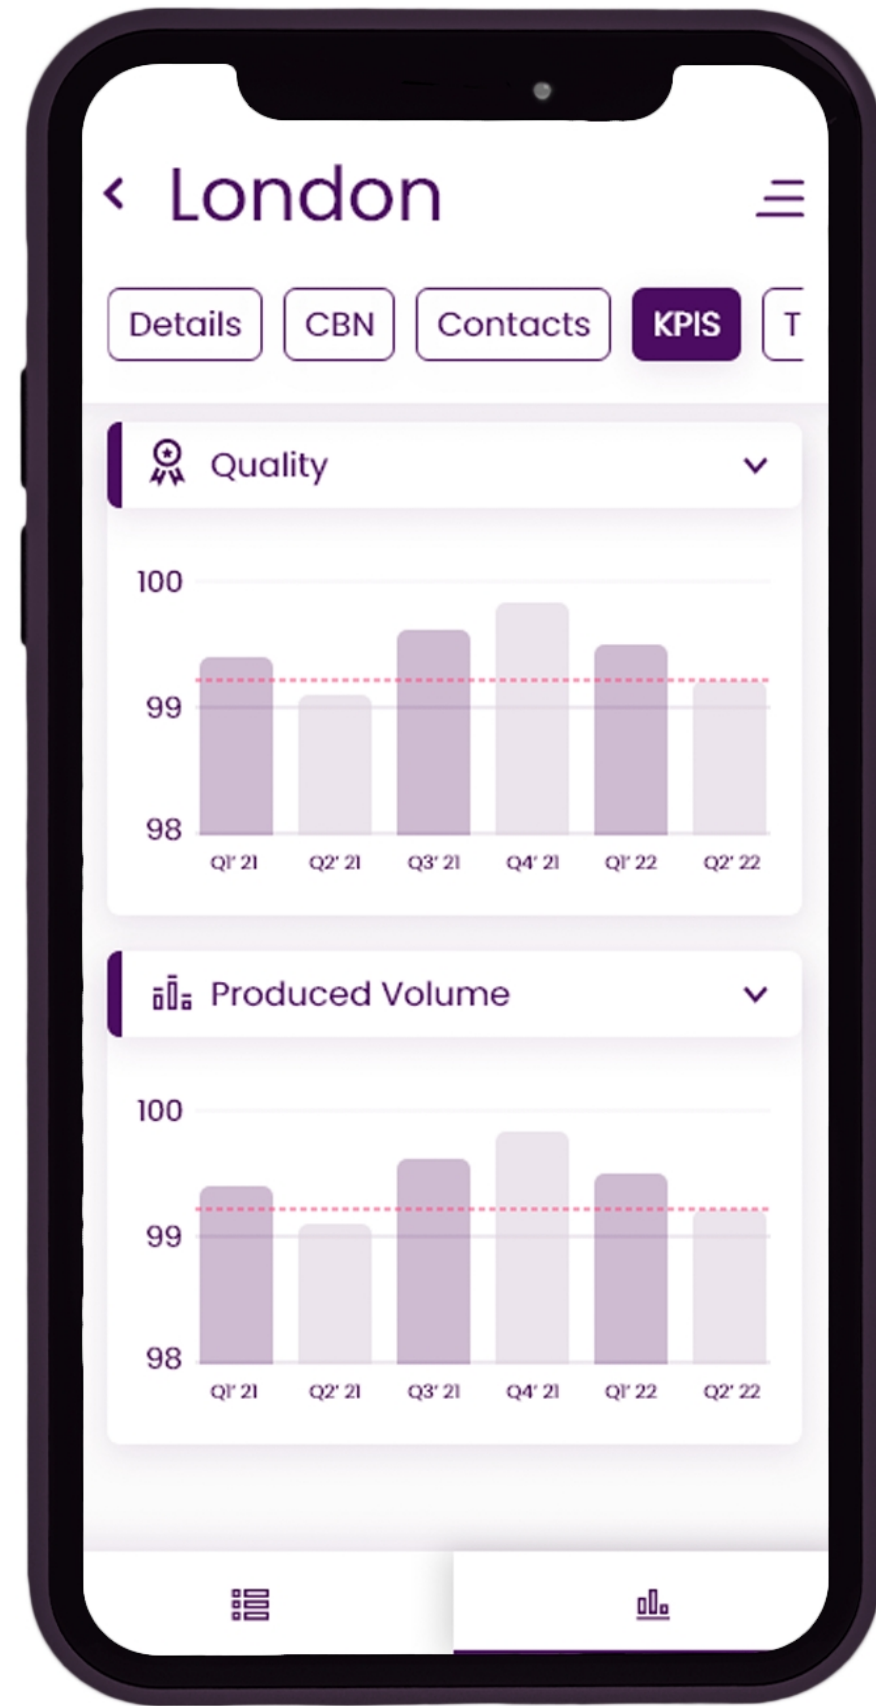 London
Details CBN Contacts KPIS T
Quality
100
99
98
Q1' 21 Q2' 21 Q3' 21 Q4' 21 Q1' 22 Q2' 22
Produced Volume
100
99
98
Q1' 21 Q2' 21 Q3' 21 Q4' 21 Q1' 22 Q2' 22